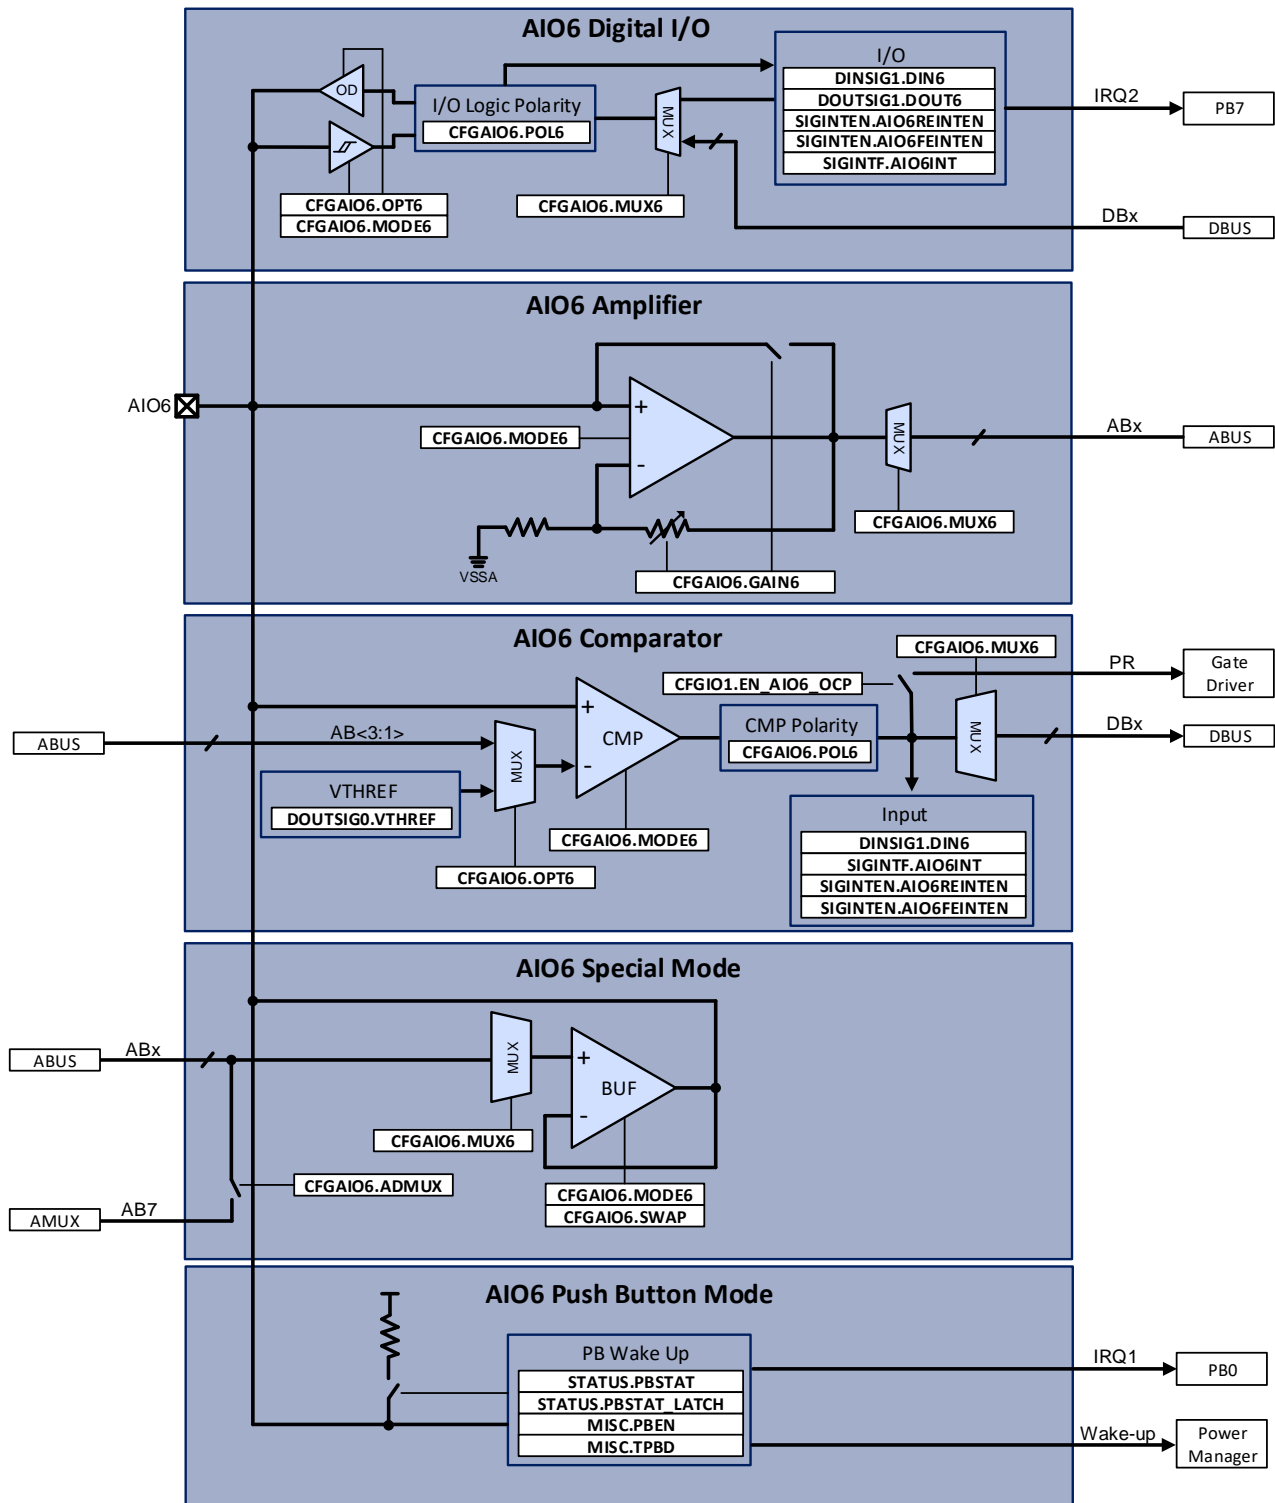 AIO6 Digital I/O
OD
I/O Logic Polarity
CFGAIO6.POL6
MUX
I/O
DINSIG1.DIN6
DOUTSIG1.DOUT6
SIGINTEN.AIO6REINTEN
SIGINTEN.AIO6FEINTEN
SIGINTF.AIO6INT
IRQ2
PB7
CFGAIO6.OPT6
CFGAIO6.MODE6
CFGAIO6.MUX6
DBx
DBUS
AIO6 Amplifier
AIO6
+
CFGAIO6.MODE6
-
MUX
ABx
ABUS
CFGAIO6.MUX6
VSSA
CFGAIO6.GAIN6
AIO6 Comparator
CFGAIO6.MUX6
PR
Gate
Driver
CFGIO1.EN_AIO6_OCP
+
CMP
-
CMP Polarity
CFGAIO6.POL6
MUX
DBx
DBUS
ABUS
AB<3:1>
MUX
VTHREF
DOUTSIG0.VTHREF
CFGAIO6.MODE6
CFGAIO6.OPT6
Input
DINSIG1.DIN6
SIGINTF.AIO6INT
SIGINTEN.AIO6REINTEN
SIGINTEN.AIO6FEINTEN
AIO6 Special Mode
ABUS
ABx
MUX
+
BUF
-
CFGAIO6.MUX6
CFGAIO6.ADMUX
CFGAIO6.MODE6
CFGAIO6.SWAP
AMUX
AB7
AIO6 Push Button Mode
PB Wake Up
STATUS.PBSTAT
STATUS.PBSTAT_LATCH
MISC.PBEN
MISC.TPBD
IRQ1
PB0
Wake-up
Power
Manager